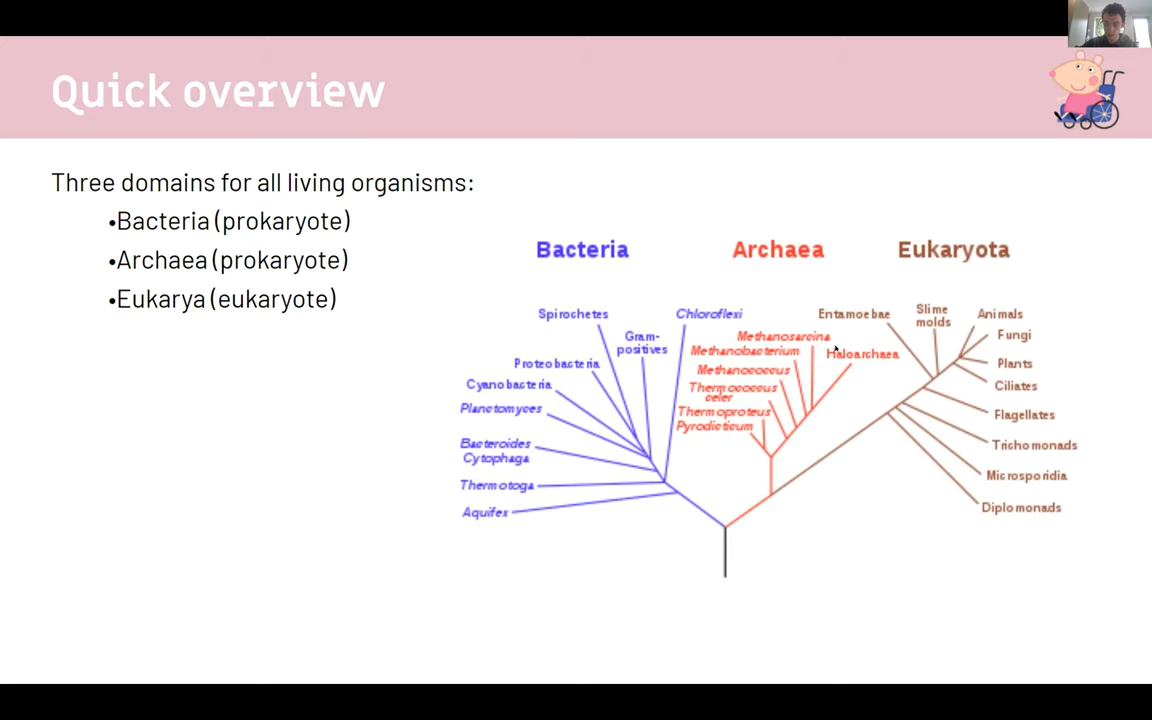 Quick overview
Three domains for all living organisms:
•Bacteria (prokaryote)
•Archaea (prokaryote)
•Eukarya (eukaryote)
Bacteria
Archaea
Eukaryota
Spirochetes
Chloroflexi
Gram-
positives
Proteobacteria
Cyanobacteria
Planctomyces
Bacteroides
Cytophaga
Thermotoga
Aquifex
Methanosarcina
Methanobacterium
Haloarchaea
Methanococcus
Thermococcus
celer
Thermoproteus
Pyrodicticum
Entamoebae
Slime
molds
Animals
Fungi
Plants
Ciliates
Flagellates
Trichomonads
Microsporidia
Diplomonads